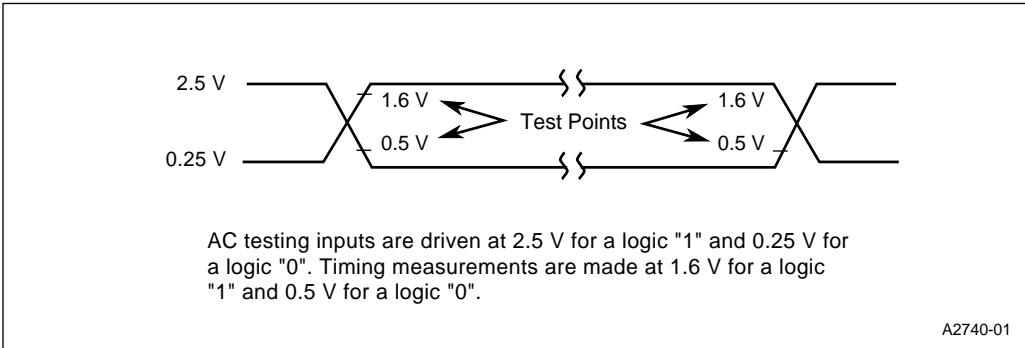 2.5 V
1.6 V
1.6 V
Test Points
0.5 V
0.5 V
0.25 V
AC testing inputs are driven at 2.5 V for a logic "1" and 0.25 V for
a logic "0". Timing measurements are made at 1.6 V for a logic
"1" and 0.5 V for a logic "0".
A2740-01